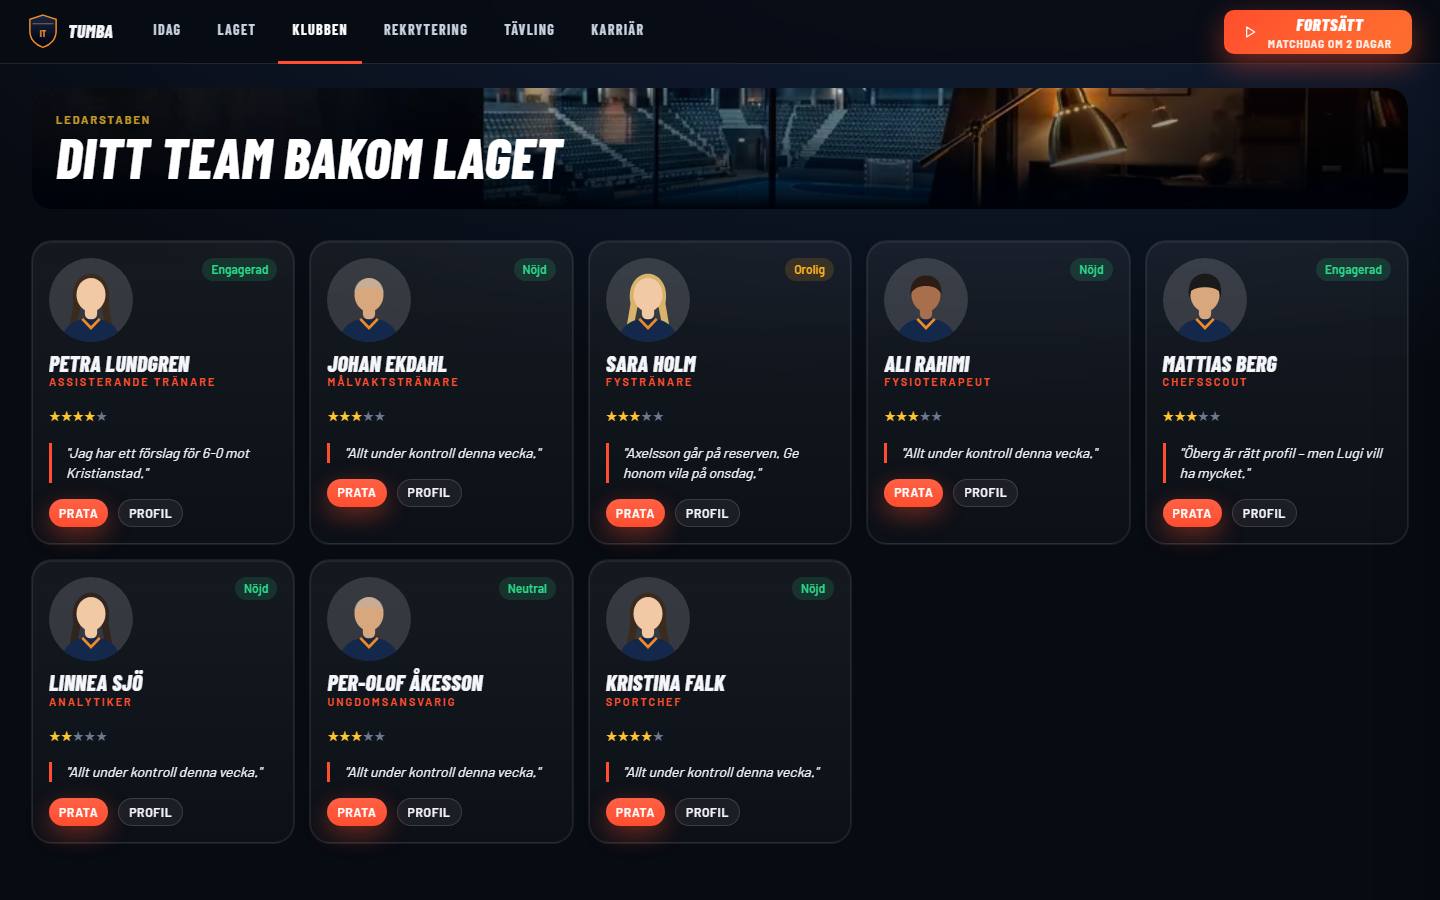 IT
TUMBA
IDAG
LAGET
KLUBBEN
REKRYTERING
TÄVLING
KARRIÄR
FORTSÄTT
MATCHDAG OM 2 DAGAR
LEDARSTABEN
DITT TEAM BAKOM LAGET
Engagerad
PETRA LUNDGREN
ASSISTERANDE TRÄNARE
"Jag har ett förslag för 6-0 mot
Kristianstad."
PRATA
PROFIL
Nöjd
JOHAN EKDAHL
MÅLVAKTSTRÄNARE
"Allt under kontroll denna vecka."
PRATA
PROFIL
Orolig
SARA HOLM
FYSTRÄNARE
"Axelsson går på reserven. Ge
honom vila på onsdag."
PRATA
PROFIL
Nöjd
ALI RAHIMI
FYSIOTERAPEUT
"Allt under kontroll denna vecka."
PRATA
PROFIL
Engagerad
MATTIAS BERG
CHEFSSCOUT
"Öberg är rätt profil – men Lugi vill
ha mycket."
PRATA
PROFIL
Nöjd
LINNEA SJÖ
ANALYTIKER
"Allt under kontroll denna vecka."
PRATA
PROFIL
Neutral
PER-OLOF ÅKESSON
UNGDOMSANSVARIG
"Allt under kontroll denna vecka."
PRATA
PROFIL
Nöjd
KRISTINA FALK
SPORTCHEF
"Allt under kontroll denna vecka."
PRATA
PROFIL